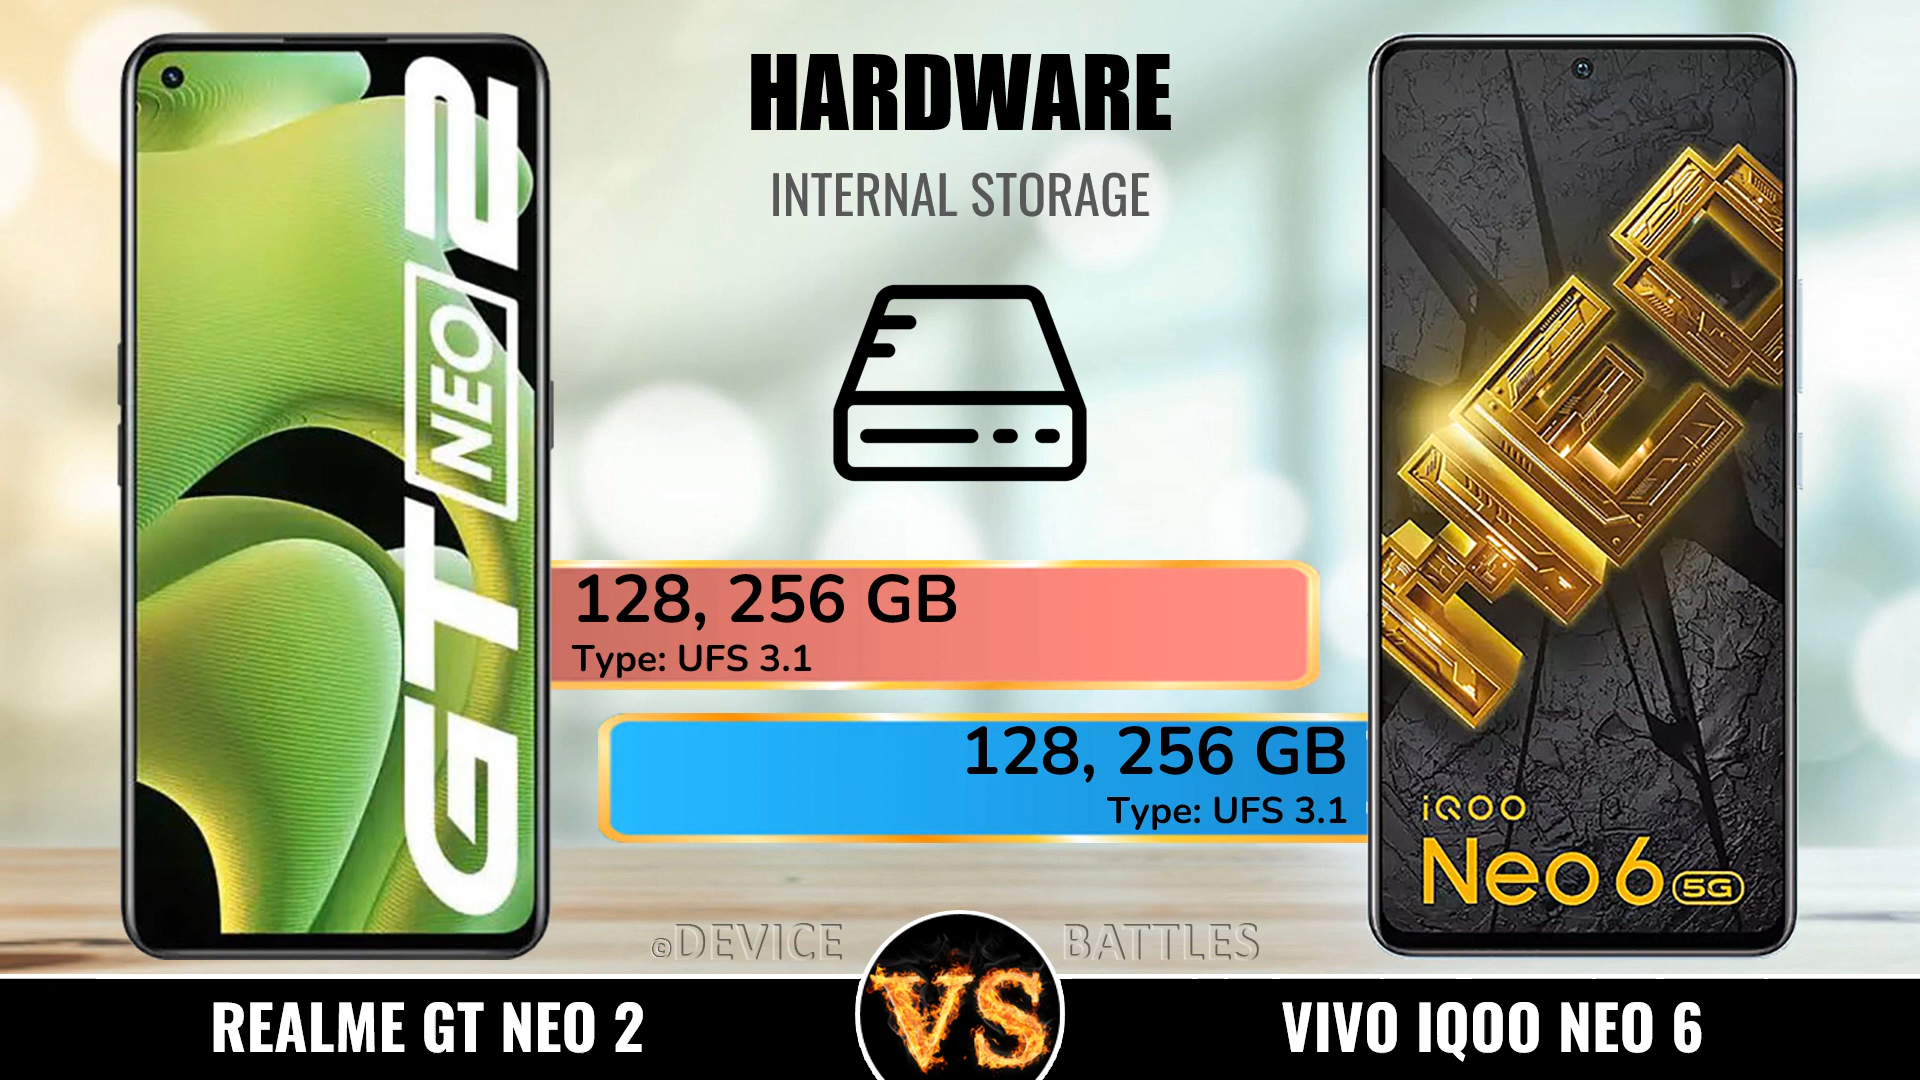 HARDWARE
INTERNAL STORAGE
GT NEO 2
128, 256 GB
Type: UFS 3.1
128, 256 GB
Type: UFS 3.1
NEO
iQOO
Neo 6 5G
©DEVICE BATTLES
REALME GT NEO 2
VS
VIVO IQOO NEO 6